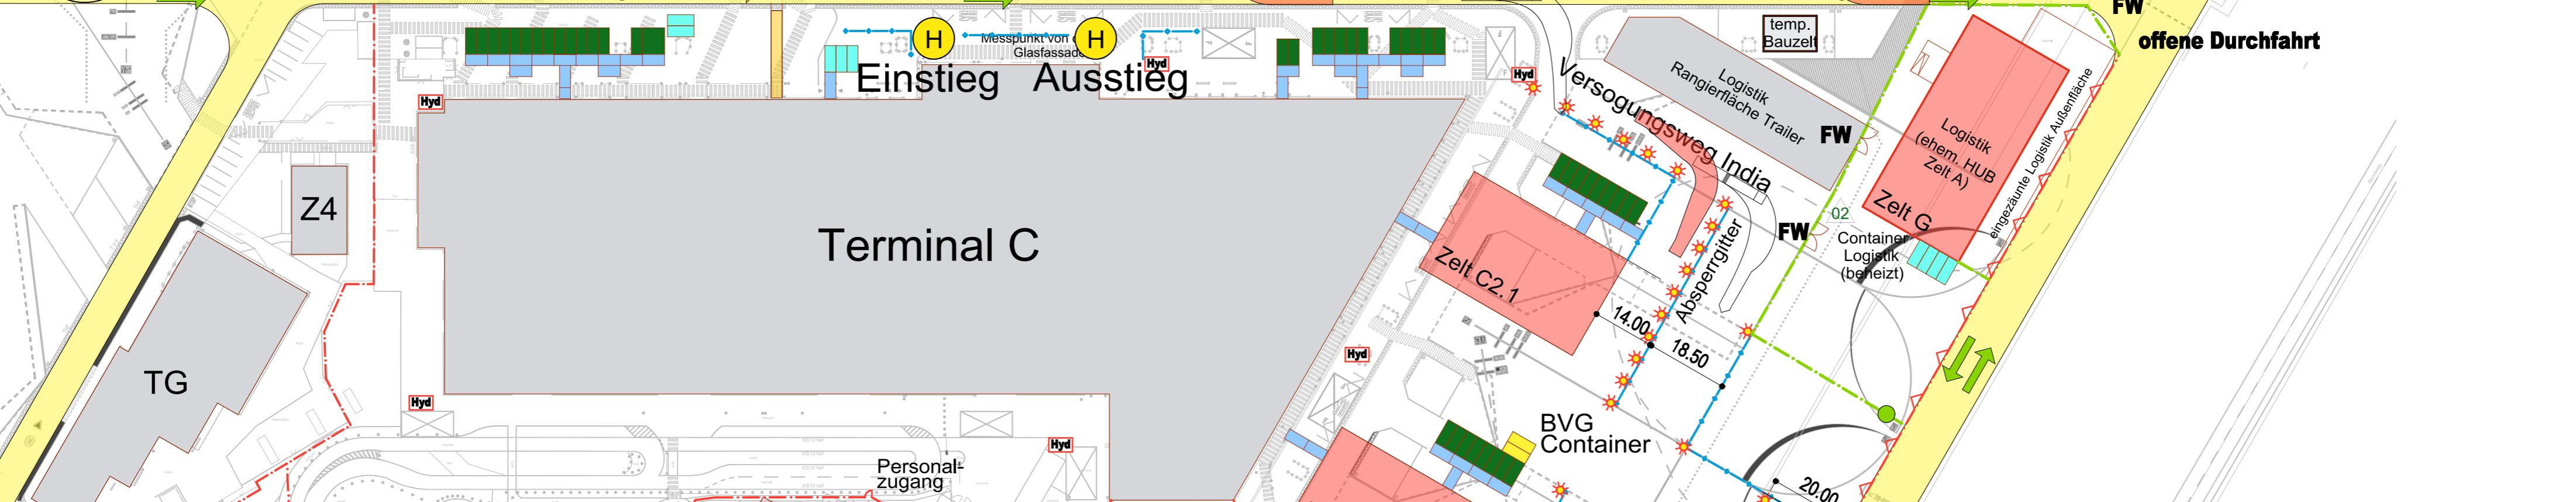 FW
offene Durchfahrt
temp.
Bauzelt
H
H
Messpunkt von
Glasfassade
Einstieg
Ausstieg
Hyd
Hyd
Hyd
Versogungsweg India
Logistik
Rangierfläche Trailer
FW
Logistik
(ehem. HUB
Zelt A)
Zelt G
eingezäunte Logistik Außenfläche
Z4
Terminal C
02
FW
Container
Logistik
(beheizt)
Zelt C2.1
Absperrgitter
14.00
18.50
Hyd
TG
Hyd
Hyd
BVG
Container
Personal-
zugang
20.00